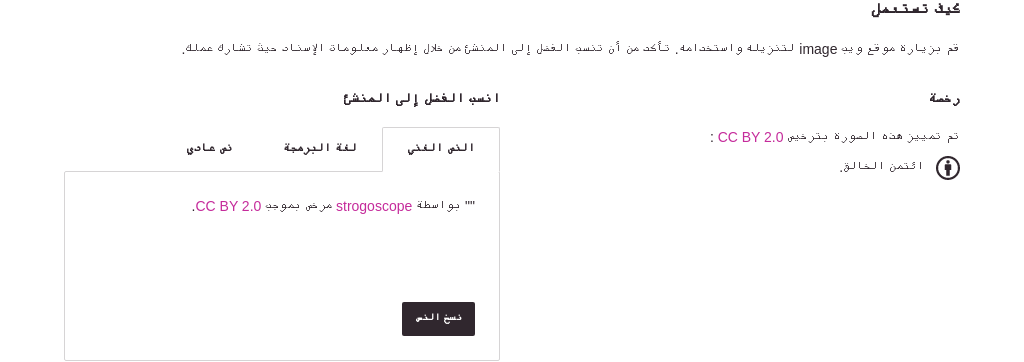 كيف تستعمل
قم بزيارة موقع ويب image لتنزيله واستخدامه. تأكد من أن تنسب الفضل إلى المنشئ من خلال إظهار معلومات الإسناد حيث تشارك عملك.
رخصة
تم تمييز هذه الصورة بترخيص CC BY 2.0 :
ائتمن الخالق.
انسب الفضل إلى المنشئ
النص الغني لغة البرمجة نص عادي
"" بواسطة strogoscope مرخص بموجب CC BY 2.0.
نسخ النص